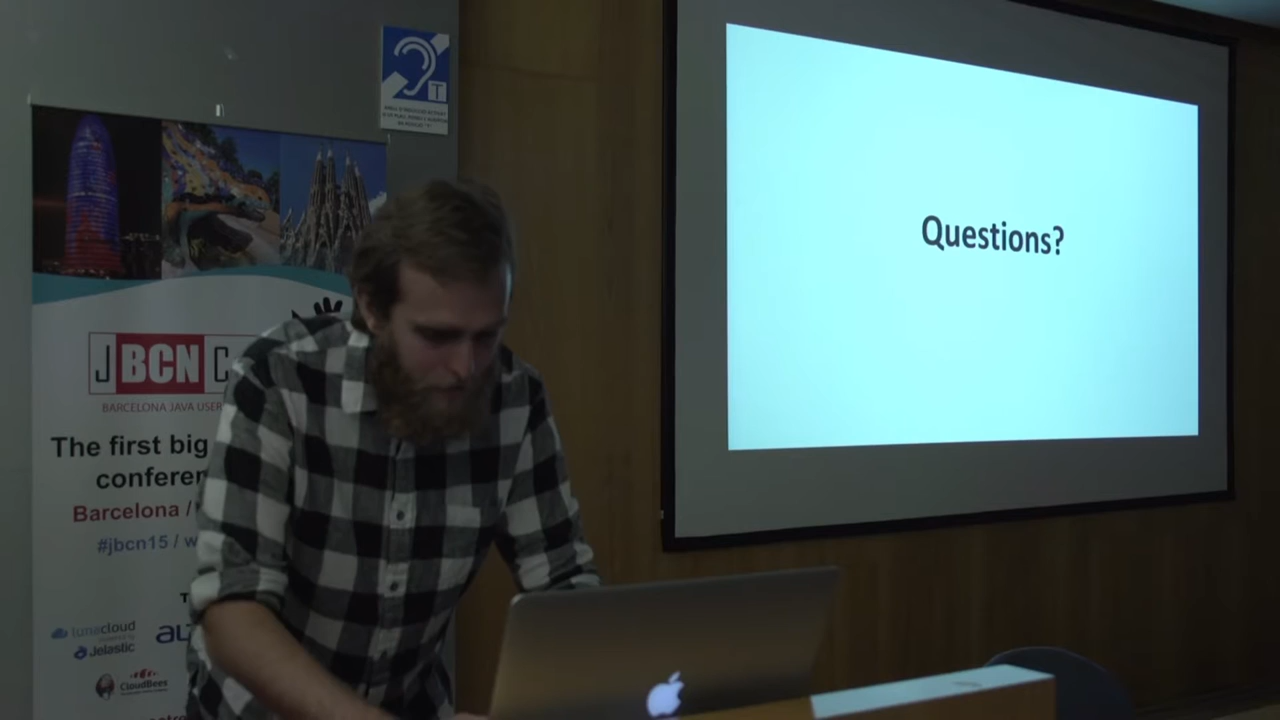 T
JBCN C
BARCELONA JAVA USER
The first big
conferen
Barcelona /
#jbcn15 / w
T
tunacloud
Jelastic
CloudBees
Questions?